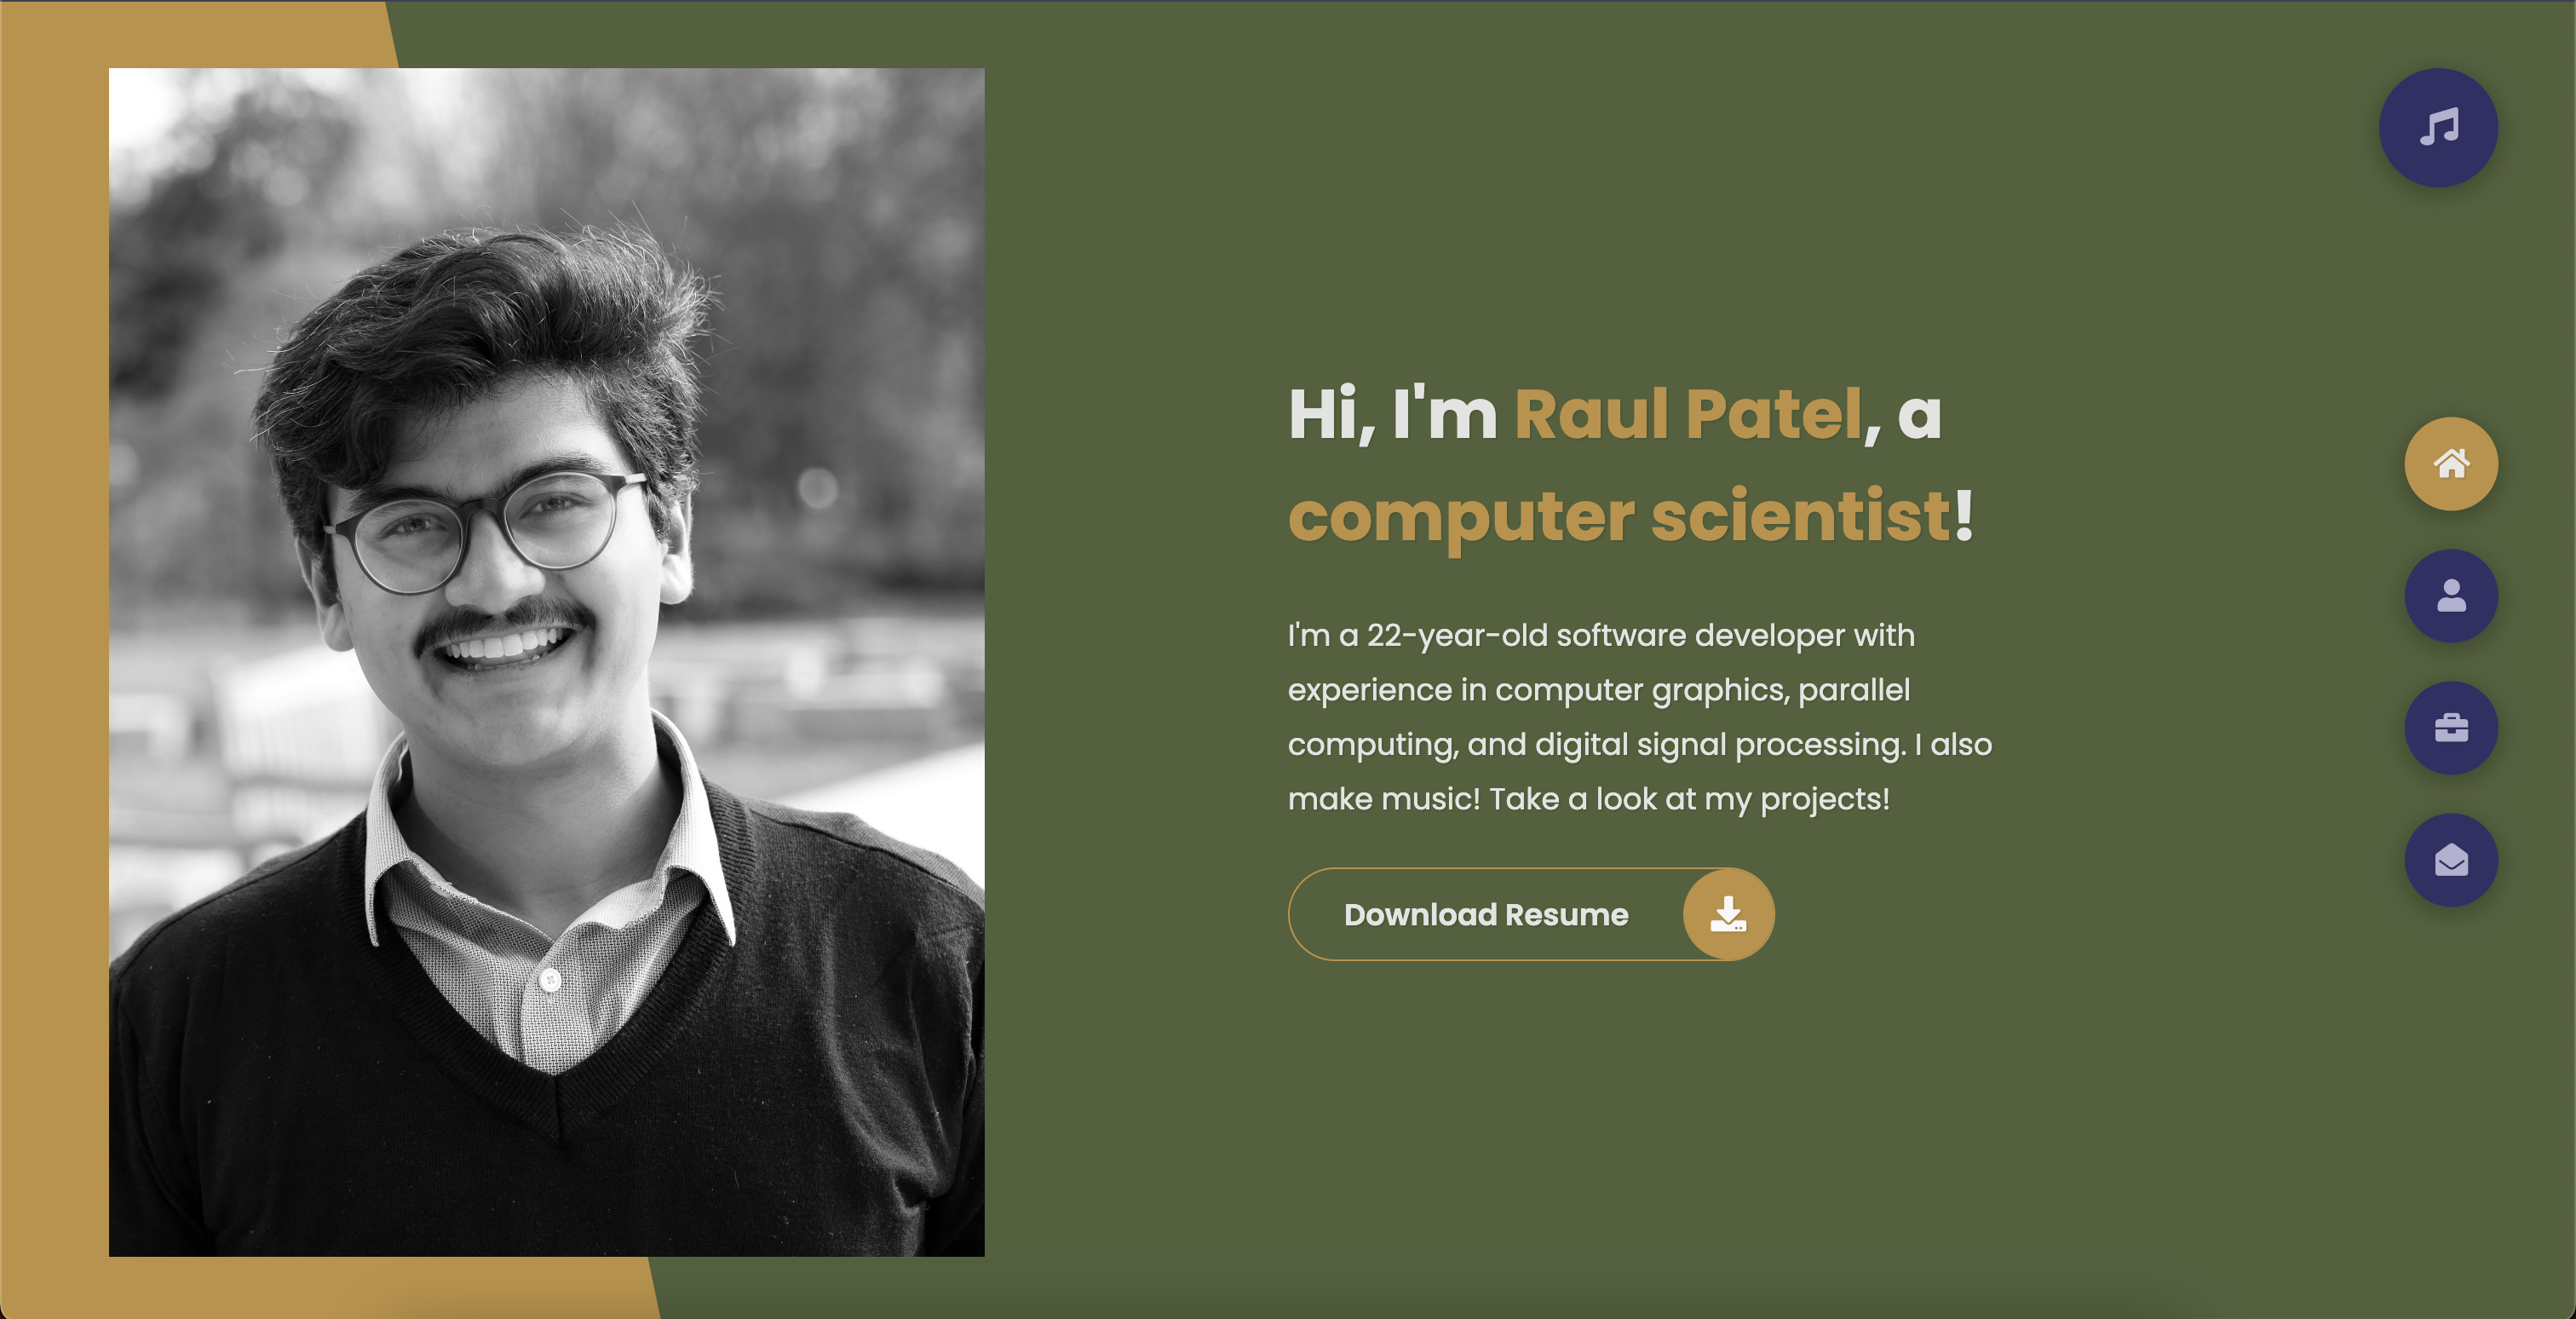 Hi, I'm Raul Patel, a
computer scientist!
I'm a 22-year-old software developer with
experience in computer graphics, parallel
computing, and digital signal processing. I also
make music! Take a look at my projects!
Download Resume